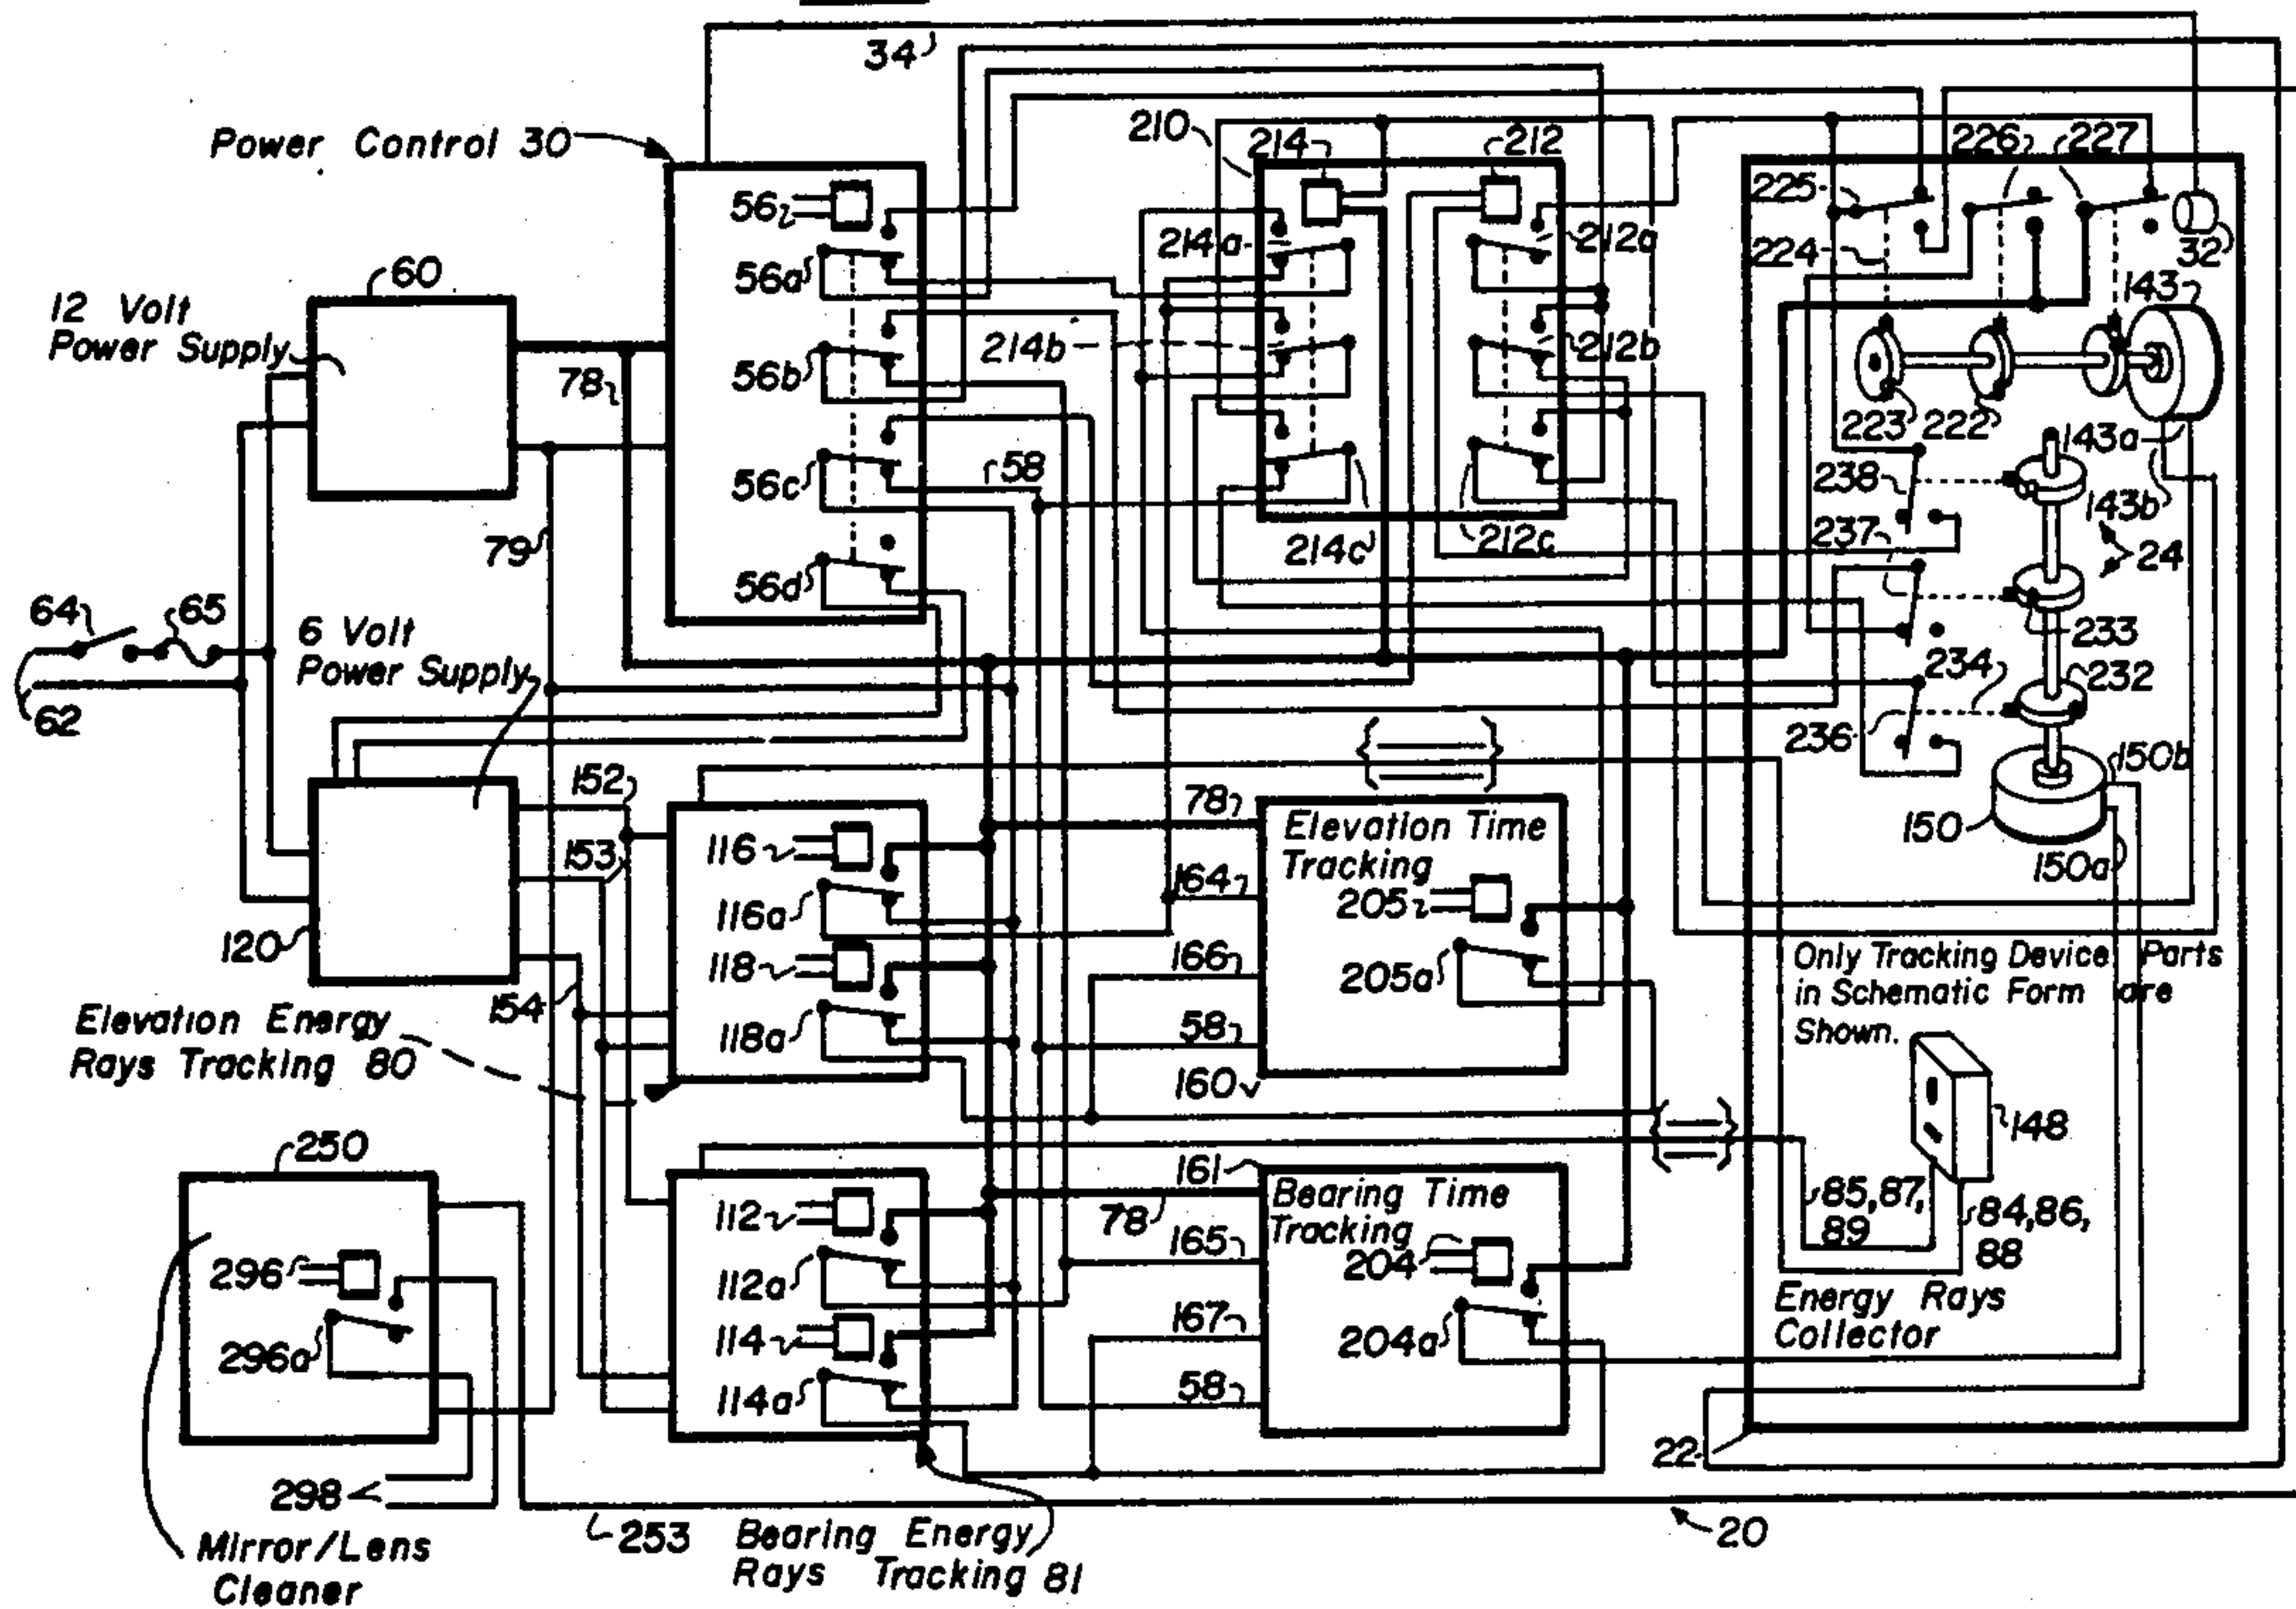 34
Power Control 30
210
214
212
226
227
56
225
214a
212a
56a
224
32
60
143
12 Volt
Power Supply
214b
212b
56b
78
223
222
143a
58
238
56c
143b
79
214c
212c
237
24
56d
64
65
6 Volt
Power Supply
233
234
232
62
236
152
150b
78
Elevation Time
Tracking
116
153
150
150a
164
205
116a
120
118
166
Only Tracking Device Parts
in Schematic Form are
Shown.
205a
154
Elevation Energy
Rays Tracking 80
118a
58
160
148
250
161
Bearing Time
Tracking
85,87,
89
84,86,
88
112
78
165
204
296
112a
Energy Rays
Collector
167
114
204a
296a
114a
58
22
298
253
Bearing Energy
Rays Tracking 81
20
Mirror/Lens
Cleaner